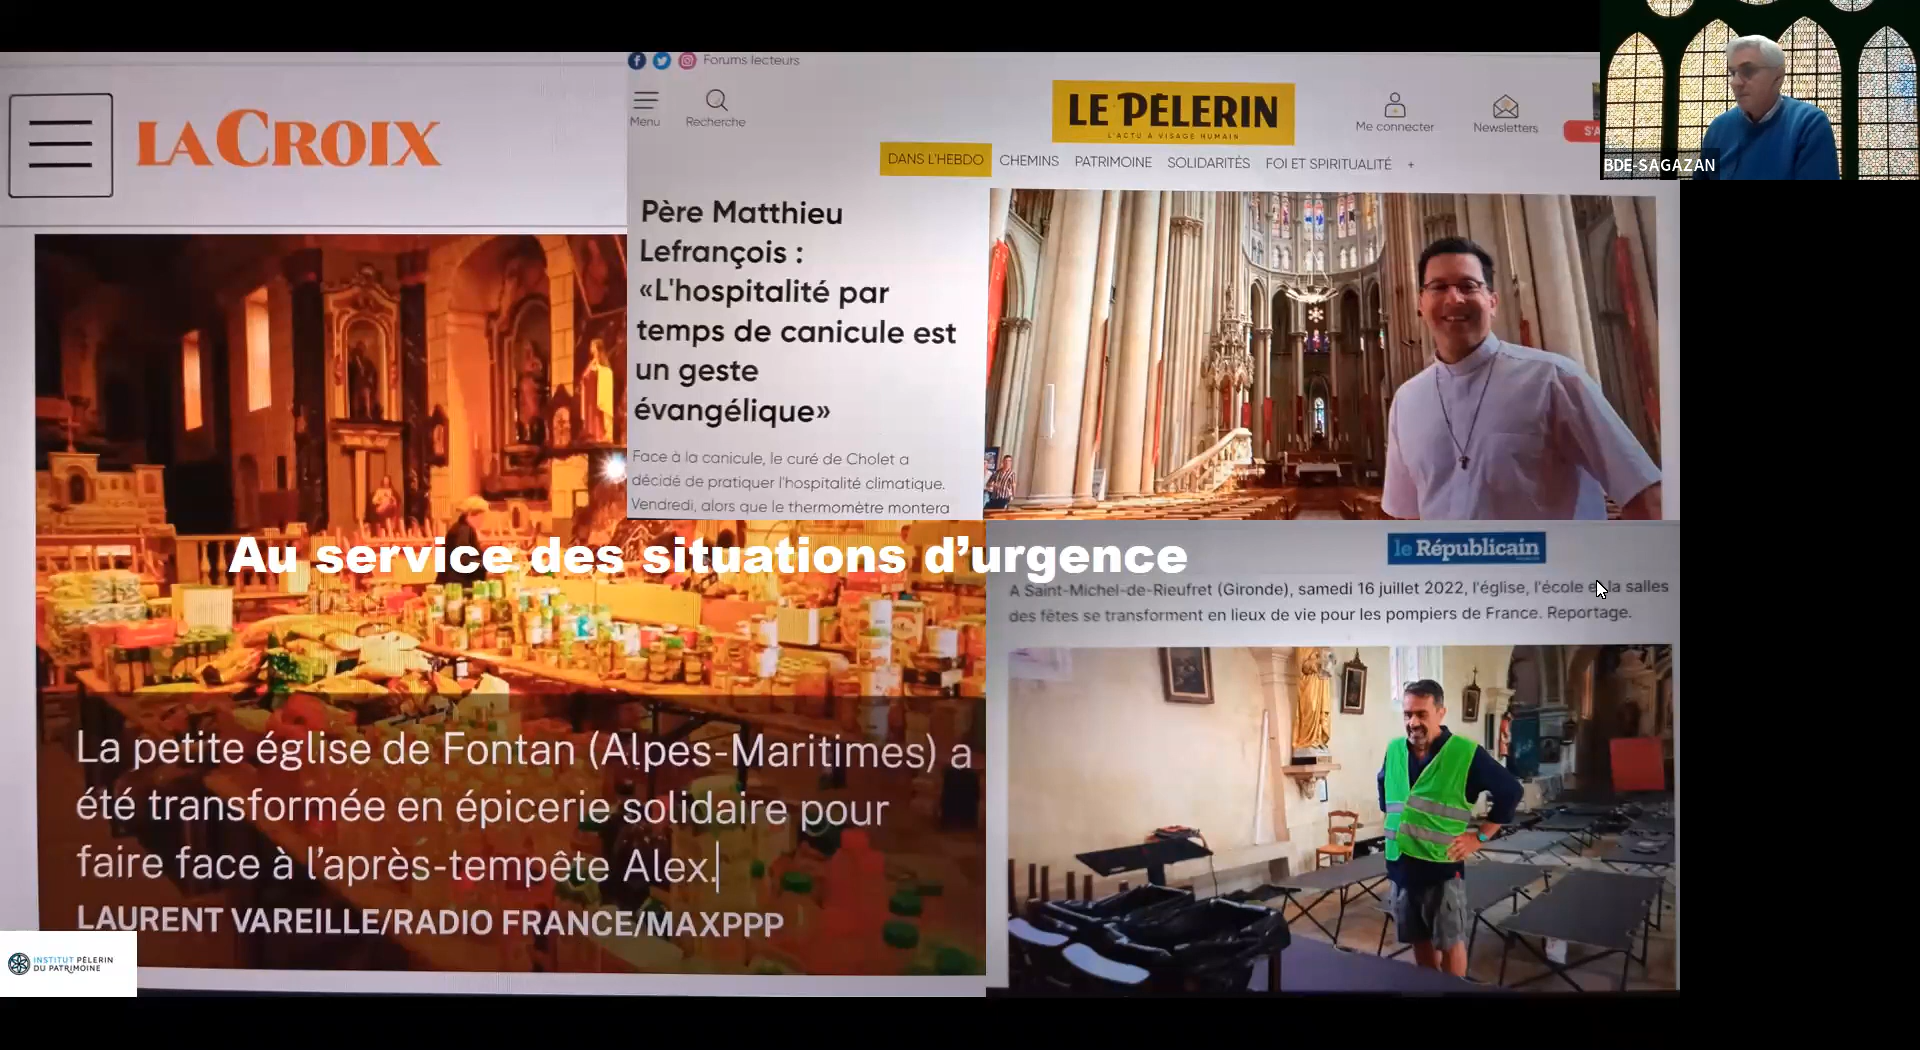 LA CROIX
Forums lecteurs
Menu
Recherche
LE PÈLERIN
L'ACTU À VISAGE HUMAIN
Me connecter
Newsletters
S'A
DANS L'HEBDO CHEMINS PATRIMOINE SOLIDARITÉS FOI ET SPIRITUALITÉ +
Père Matthieu
Lefrançois :
«L'hospitalité par
temps de canicule est
un geste
évangélique»
Face à la canicule, le curé de Cholet a
décidé de pratiquer l'hospitalité climatique.
Vendredi, alors que le thermomètre montera
BDE-SAGAZAN
Au service des situations d’urgence
le Républicain
A Saint-Michel-de-Rieufret (Gironde), samedi 16 juillet 2022, l'église, l'école et la salles
des fêtes se transforment en lieux de vie pour les pompiers de France. Reportage.
La petite église de Fontan (Alpes-Maritimes) a
été transformée en épicerie solidaire pour
faire face à l’après-tempête Alex.
LAURENT VAREILLE/RADIO FRANCE/MAXPPP
INSTITUT PÈLERIN
DU PATRIMOINE